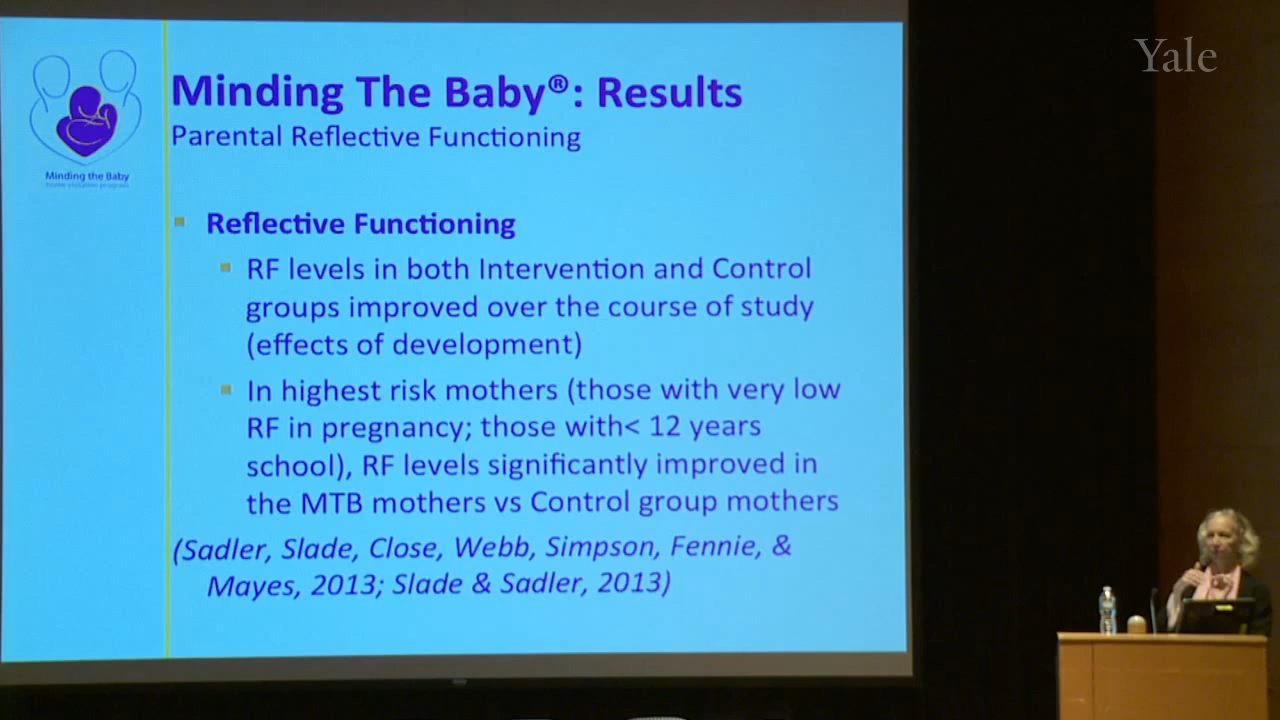 Yale
Minding The Baby®: Results
Parental Reflective Functioning
Minding the Baby
home visitation program
Reflective Functioning
RF levels in both Intervention and Control
groups improved over the course of study
(effects of development)
In highest risk mothers (those with very low
RF in pregnancy; those with< 12 years
school), RF levels significantly improved in
the MTB mothers vs Control group mothers
(Sadler, Slade, Close, Webb, Simpson, Fennie, &
Mayes, 2013; Slade & Sadler, 2013)